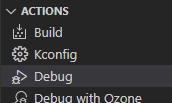 ACTIONS
Build
Kconfig
Debug
Debug with Ozone